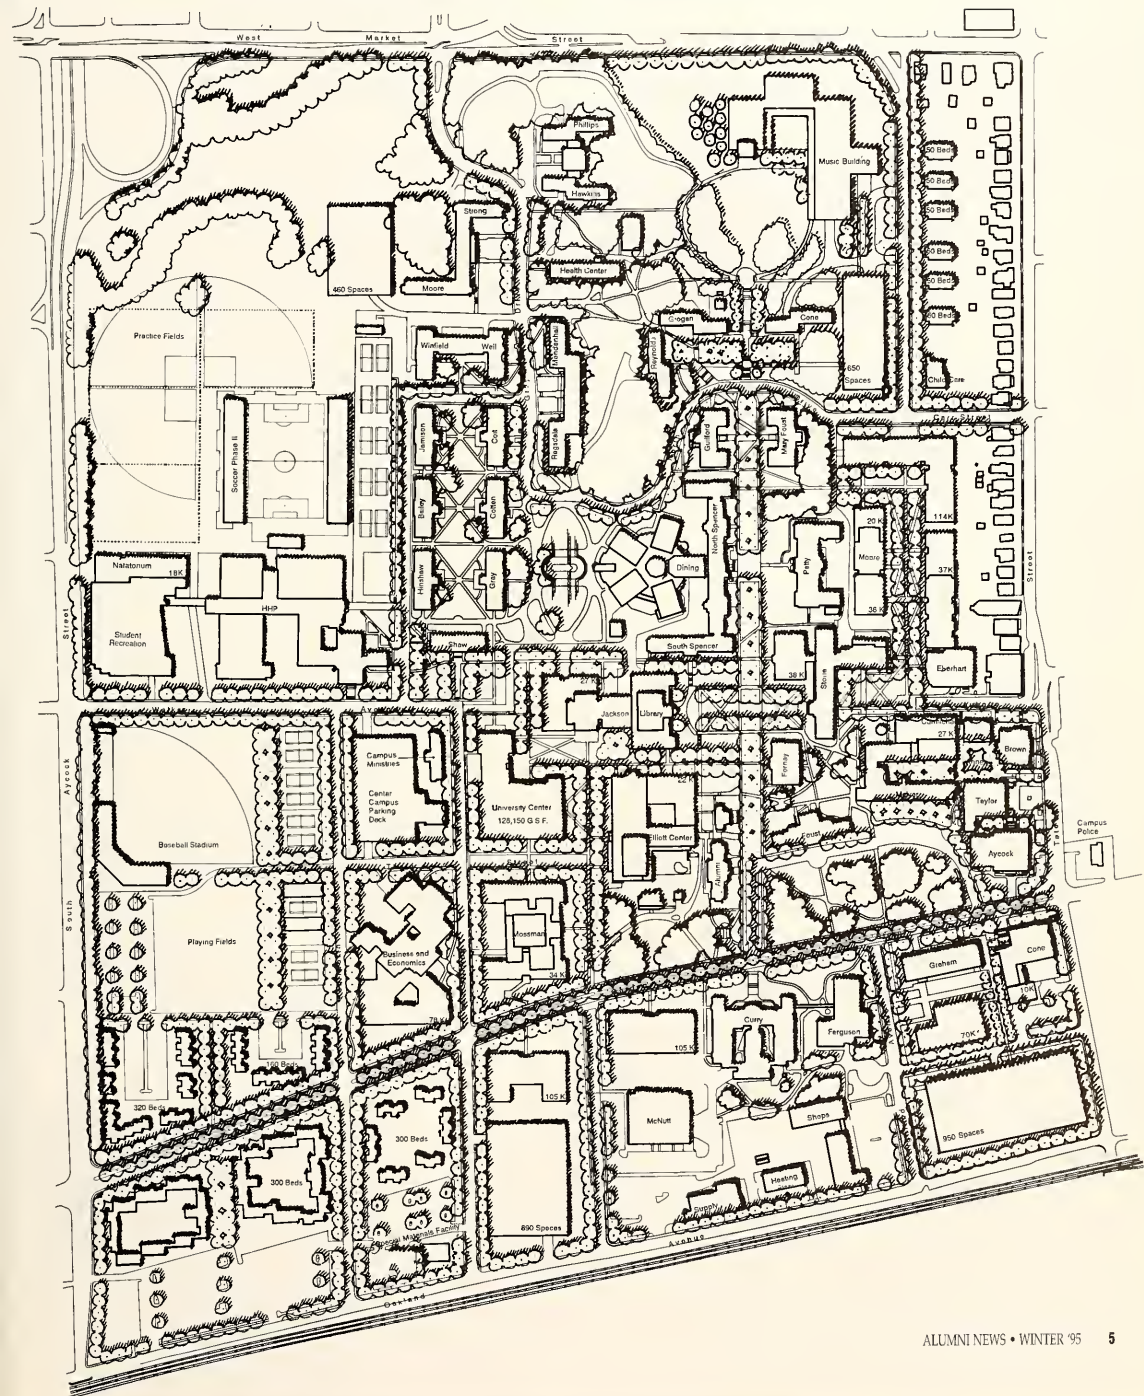 West Market Street
Phillips
Music Building
Hawkins
50 Beds
50 Beds
50 Beds
Strong
Health Center
50 Beds
50 Beds
460 Spaces
Moore
Grogan
Cone
Practice Fields
Winfield
Well
Mendenhall
Reynolds
650
Spaces
Child Care
Jamison
Coit
Ragsdale
Guilford
Mary Foust
Soccer Phase II
Bailey
Cotten
North Spencer
20 K
114K
Moore
Petty
Natatorium
18K
Hinshaw
Gray
Dining
37K
Street
HHP
36 K
Student
Recreation
Street
Shaw
South Spencer
38 K
Stone
Eberhart
Jackson
Library
27 K
Brown
Campus
Ministries
Forney
Center
Campus
Parking
Deck
University Center
128,150 G.S.F.
Taylor
Elliott Center
Foust
Campus
Police
Aycock
Baseball Stadium
Aycock
Alumni
South
Playing Fields
Mossman
Business and
Economics
Graham
Cone
34 K
10K
78 K
Curry
Ferguson
105 K
70K
160 Beds
320 Beds
105 K
300 Beds
McNutt
Shops
950 Spaces
300 Beds
Heating
Supply
890 Spaces
Special Materials Facility
Oakland Avenue
ALUMNI NEWS • WINTER '95 5